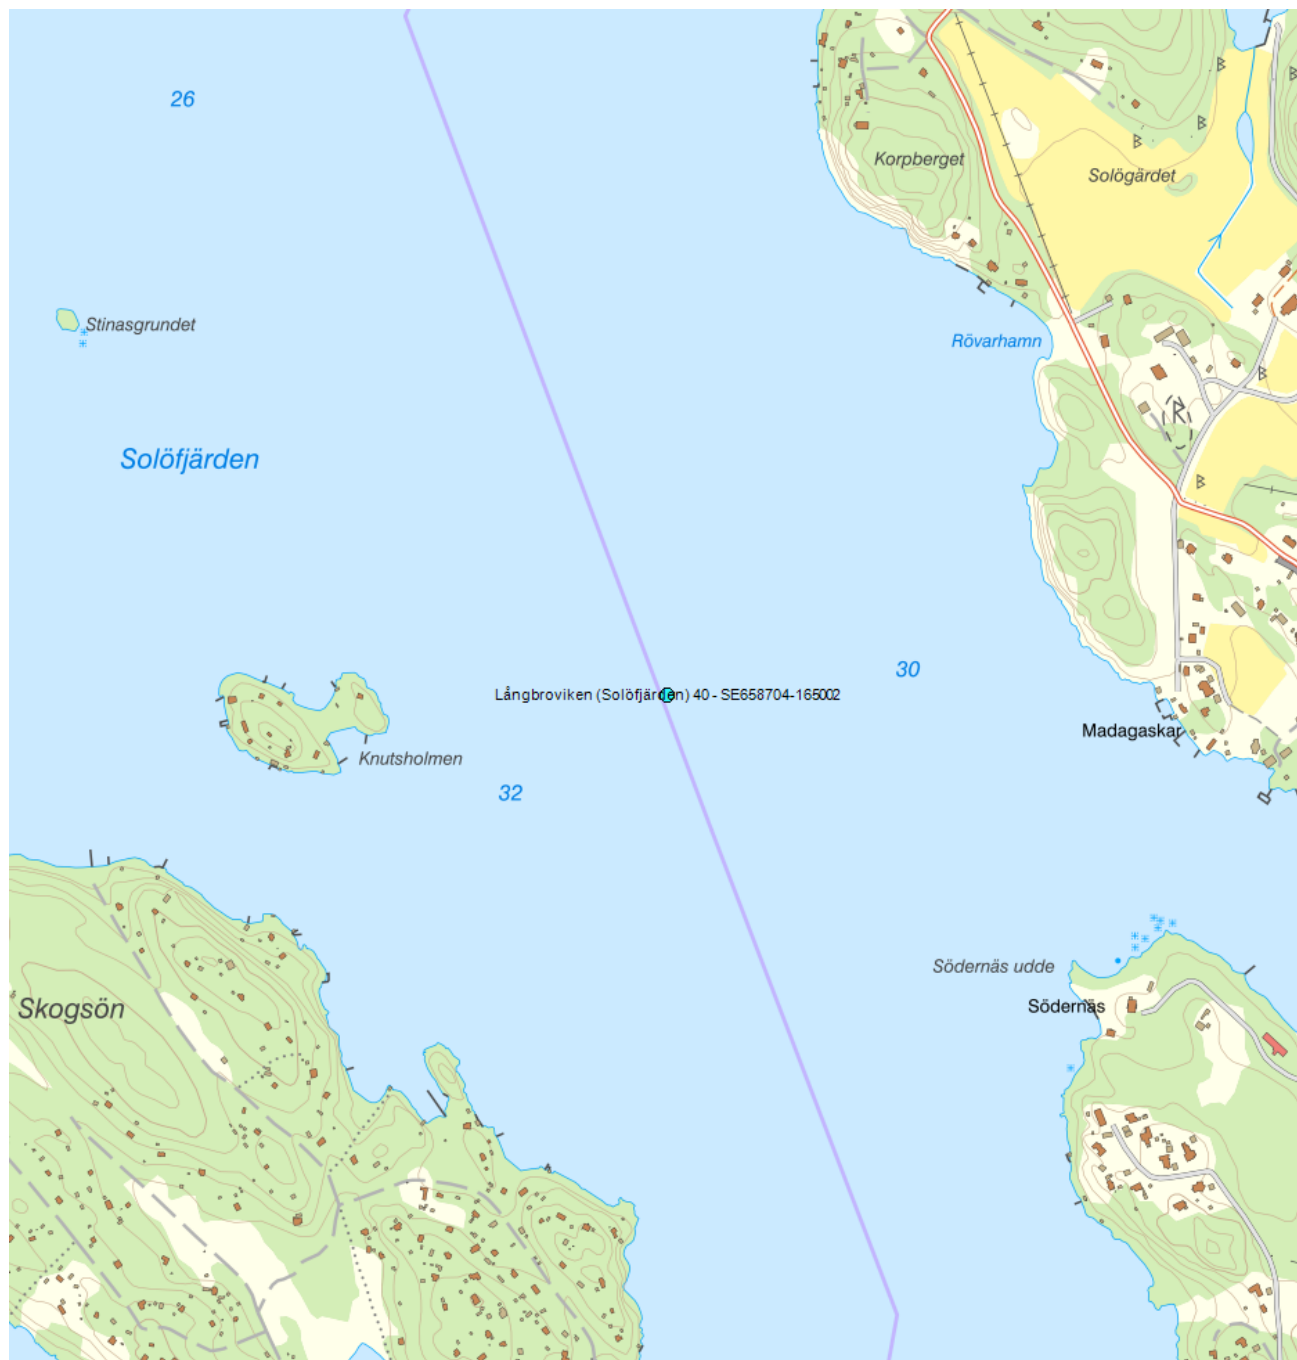 26
Korpberget
Solögärdet
Stinasgrundet
Rövarhamn
R
Solöfjärden
30
Långbroviken (Solöfjärden) 40 - SE658704-165002
Madagaskar
Knutsholmen
32
Södernäs udde
Skogsön
Södernäs